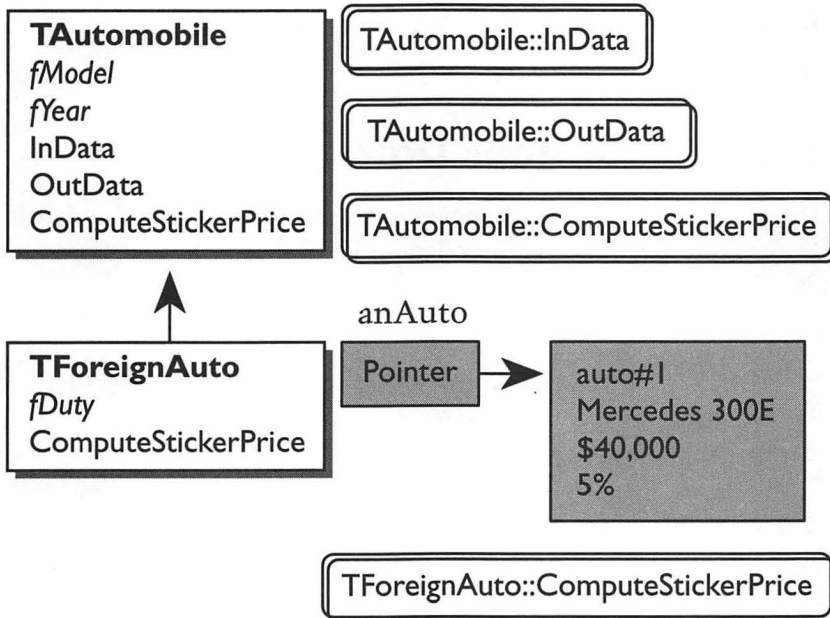 TAutomobile
fModel
fYear
InData
OutData
ComputeStickerPrice
TAutomobile::InData
TAutomobile::OutData
TAutomobile::ComputeStickerPrice
TForeignAuto
fDuty
ComputeStickerPrice
anAuto
Pointer
auto#1
Mercedes 300E
$40,000
5%
TForeignAuto::ComputeStickerPrice